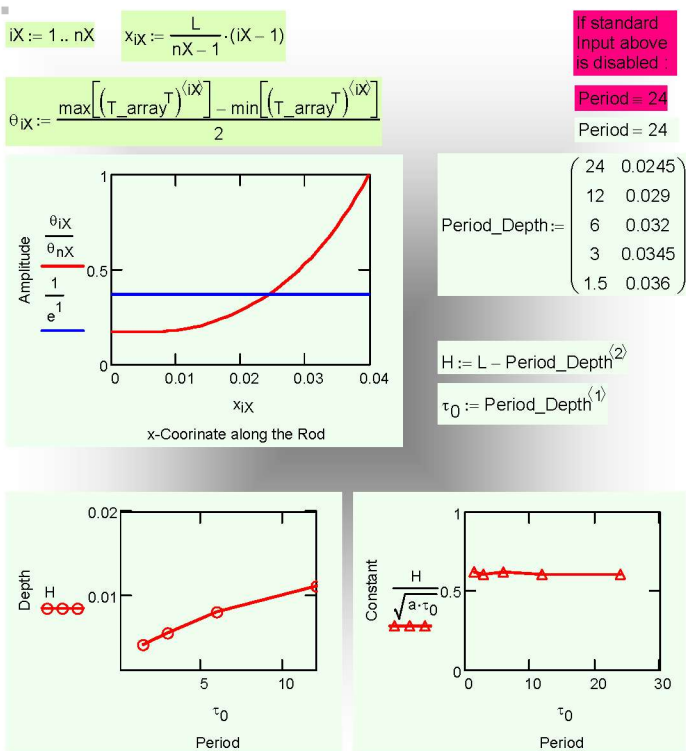 iX := 1 .. nX
x_iX := L / (nX − 1) · (iX − 1)
If standard
Input above
is disabled :
Period ≡ 24
Period = 24
θ_iX := (max[(T_array^T)^⟨iX⟩] − min[(T_array^T)^⟨iX⟩]) / 2
Amplitude
θ_iX / θ_nX
1 / e^1
1
0.5
0
0 0.01 0.02 0.03 0.04
x_iX
x-Coorinate along the Rod
Period_Depth :=
24 0.0245
12 0.029
6 0.032
3 0.0345
1.5 0.036
H := L − Period_Depth^⟨2⟩
τ_0 := Period_Depth^⟨1⟩
Depth
H
0.02
0.01
5 10
τ_0
Period
Constant
H / √(a·τ_0)
1
0.5
0
0 10 20 30
τ_0
Period